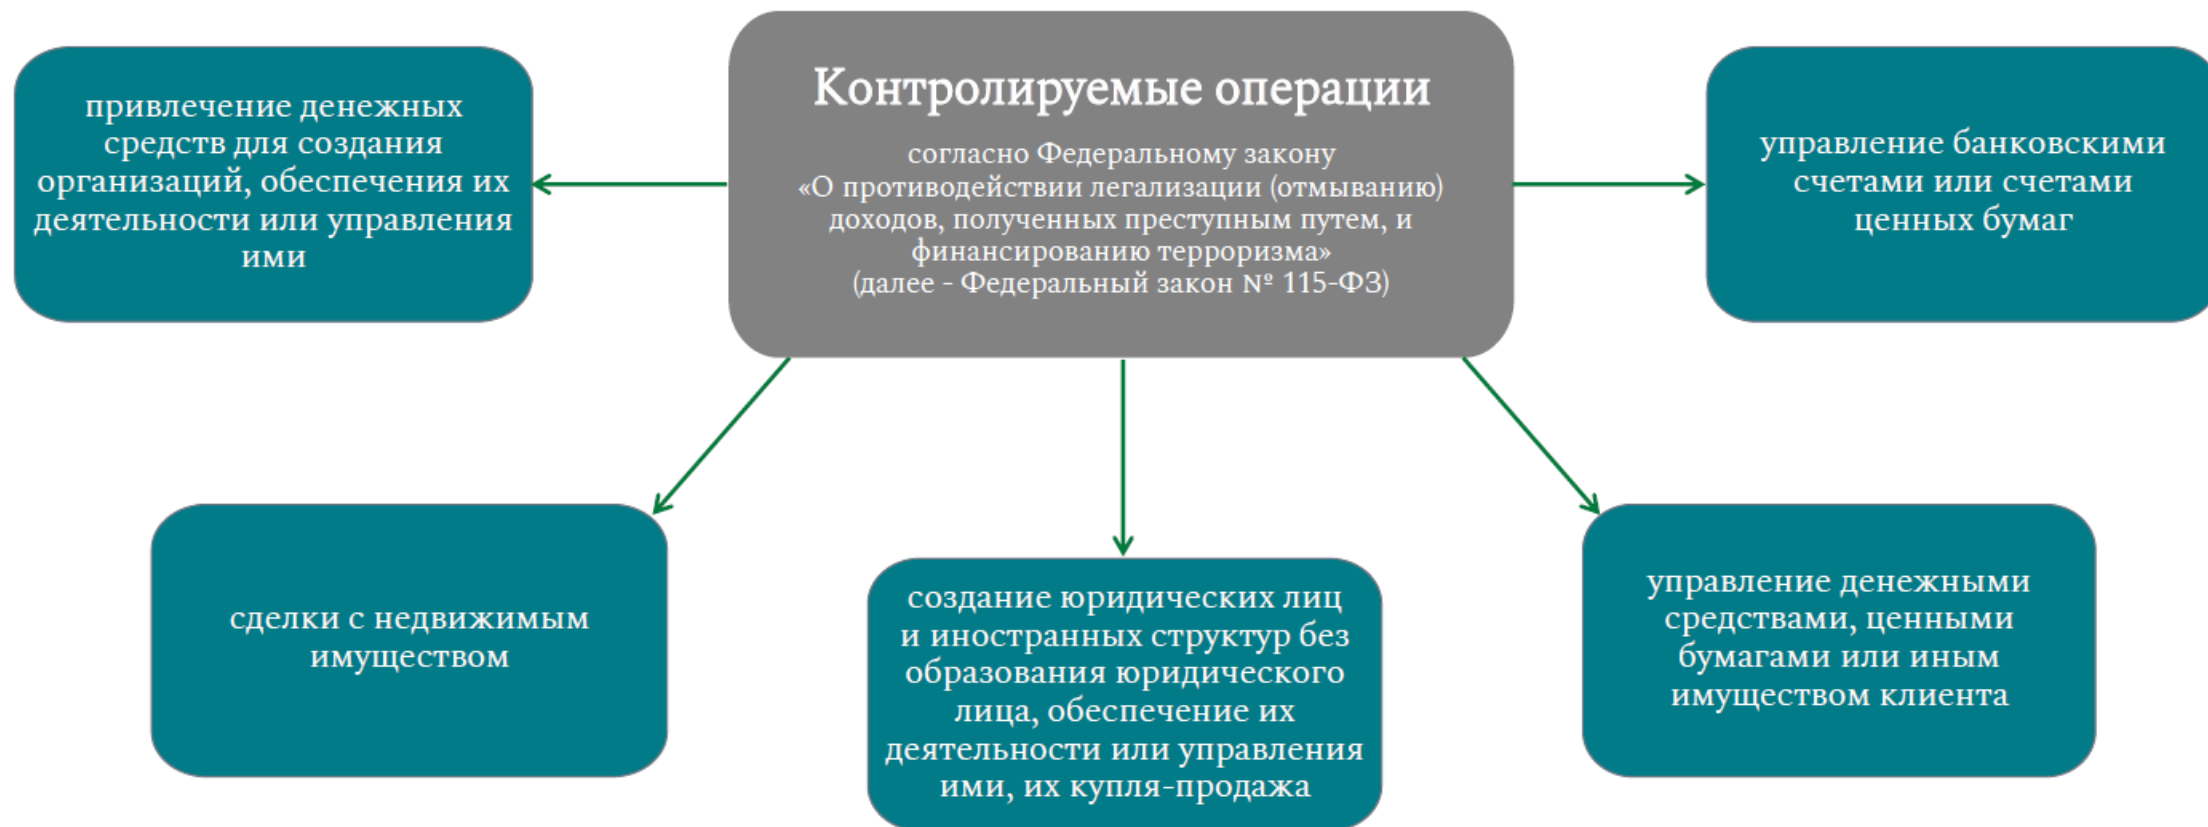 Контролируемые операции
согласно Федеральному закону
«О противодействии легализации (отмыванию)
доходов, полученных преступным путем, и
финансированию терроризма»
(далее - Федеральный закон № 115-ФЗ)
привлечение денежных
средств для создания
организаций, обеспечения их
деятельности или управления
ими
управление банковскими
счетами или счетами
ценных бумаг
сделки с недвижимым
имуществом
создание юридических лиц
и иностранных структур без
образования юридического
лица, обеспечение их
деятельности или управления
ими, их купля-продажа
управление денежными
средствами, ценными
бумагами или иным
имуществом клиента